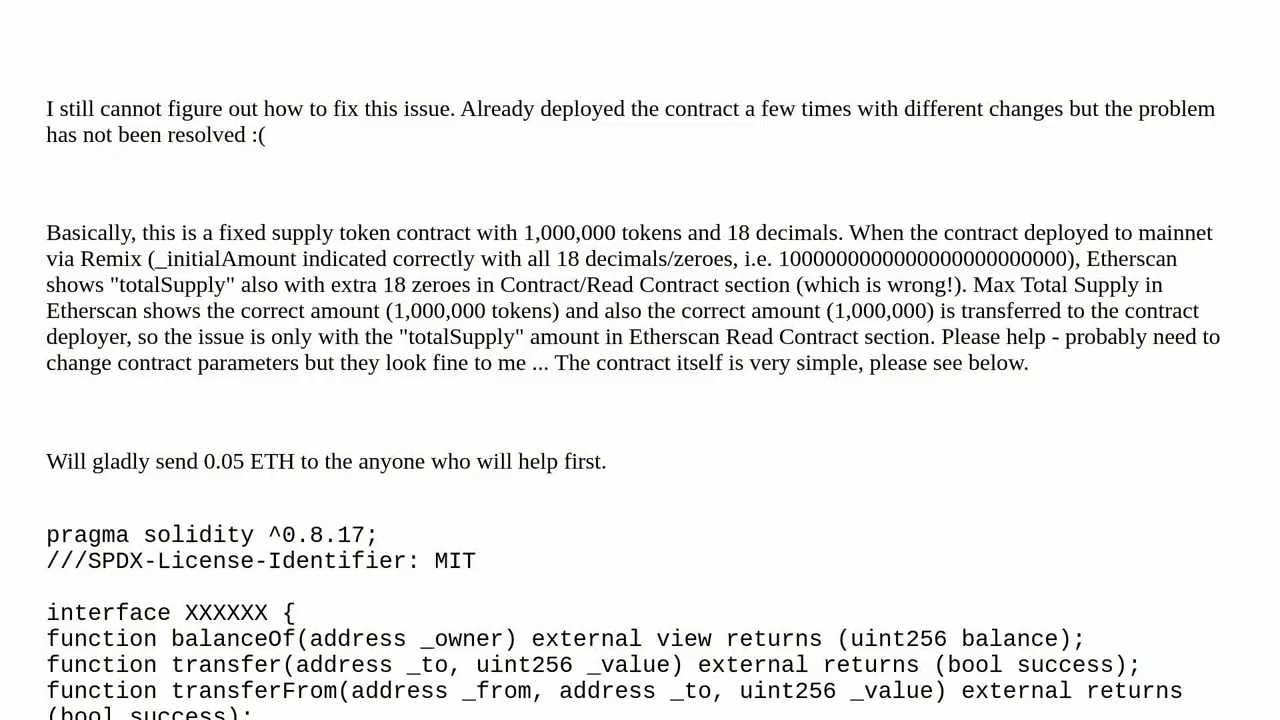 I still cannot figure out how to fix this issue. Already deployed the contract a few times with different changes but the problem
has not been resolved :(
Basically, this is a fixed supply token contract with 1,000,000 tokens and 18 decimals. When the contract deployed to mainnet
via Remix (_initialAmount indicated correctly with all 18 decimals/zeroes, i.e. 1000000000000000000000000), Etherscan
shows "totalSupply" also with extra 18 zeroes in Contract/Read Contract section (which is wrong!). Max Total Supply in
Etherscan shows the correct amount (1,000,000 tokens) and also the correct amount (1,000,000) is transferred to the contract
deployer, so the issue is only with the "totalSupply" amount in Etherscan Read Contract section. Please help - probably need to
change contract parameters but they look fine to me ... The contract itself is very simple, please see below.
Will gladly send 0.05 ETH to the anyone who will help first.
pragma solidity ^0.8.17;
///SPDX-License-Identifier: MIT
interface XXXXXX {
function balanceOf(address _owner) external view returns (uint256 balance);
function transfer(address _to, uint256 _value) external returns (bool success);
function transferFrom(address _from, address _to, uint256 _value) external returns
(bool success);